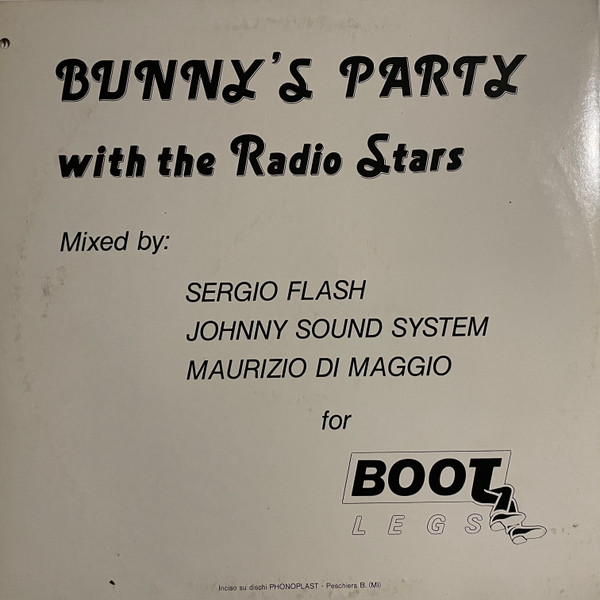 BUNNY'S PARTY
with the Radio Stars
Mixed by:
SERGIO FLASH
JOHNNY SOUND SYSTEM
MAURIZIO DI MAGGIO
for
BOOT
LEGS
Inciso su dischi PHONOPLAST - Peschiera B. (Mi)